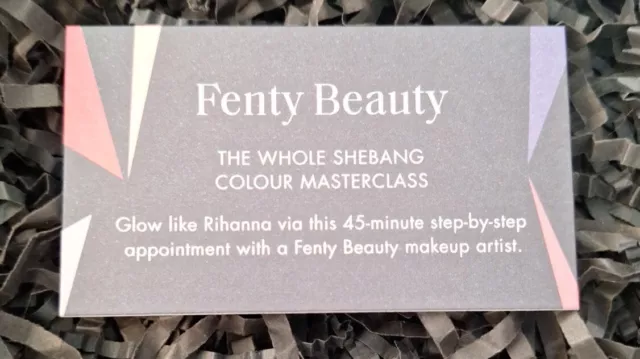 Fenty Beauty
THE WHOLE SHEBANG
COLOUR MASTERCLASS
Glow like Rihanna via this 45-minute step-by-step
appointment with a Fenty Beauty makeup artist.